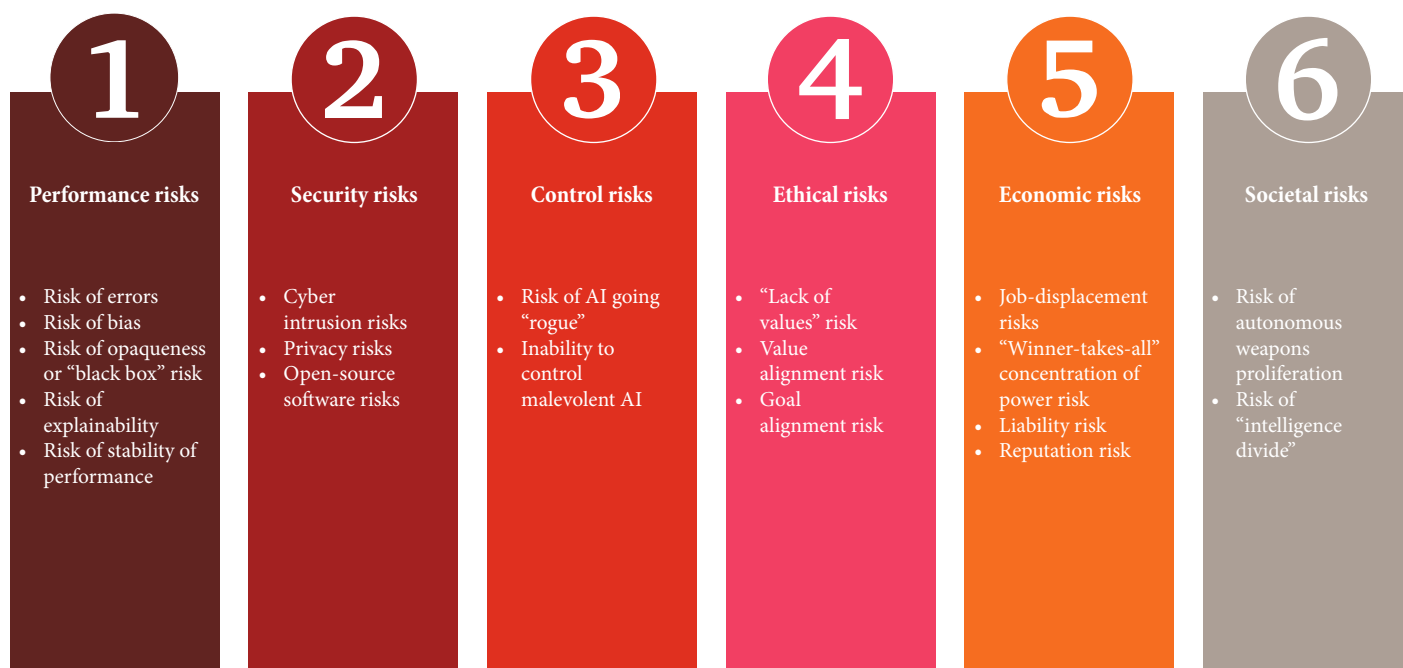 1
Performance risks
• Risk of errors
• Risk of bias
• Risk of opaqueness
or “black box” risk
• Risk of
explainability
• Risk of stability of
performance
2
Security risks
• Cyber
intrusion risks
• Privacy risks
• Open-source
software risks
3
Control risks
• Risk of AI going
“rogue”
• Inability to
control
malevolent AI
4
Ethical risks
• “Lack of
values” risk
• Value
alignment risk
• Goal
alignment risk
5
Economic risks
• Job-displacement
risks
• “Winner-takes-all”
concentration of
power risk
• Liability risk
• Reputation risk
6
Societal risks
• Risk of
autonomous
weapons
proliferation
• Risk of
“intelligence
divide”